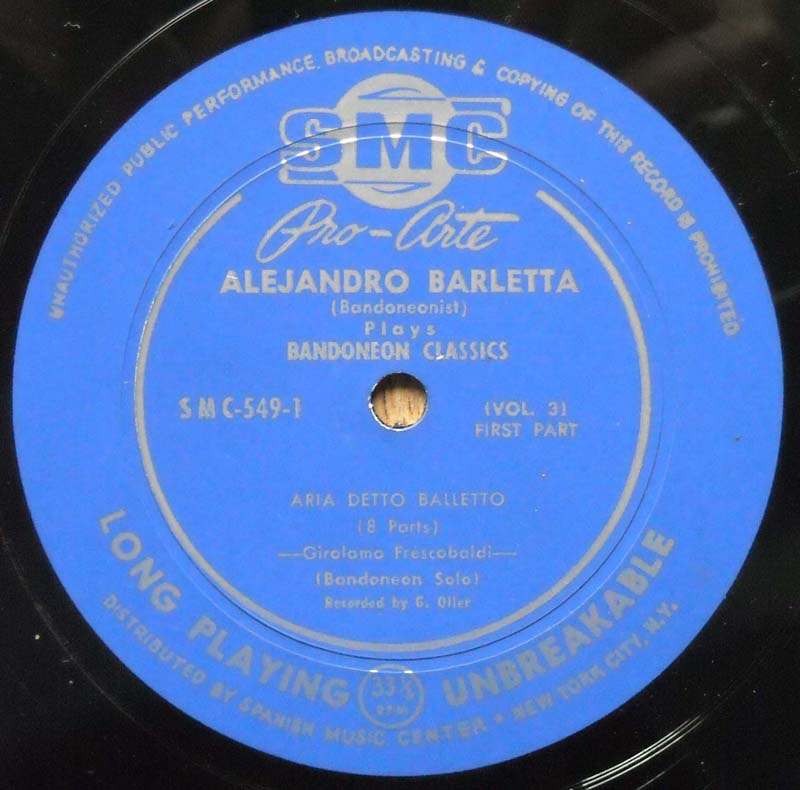 UNAUTHORIZED PUBLIC PERFORMANCE, BROADCASTING & COPYING OF THIS RECORD IS PROHIBITED
SMC
Pro-Arte
ALEJANDRO BARLETTA
(Bandoneonist)
Plays
BANDONEON CLASSICS
SMC-549-1
(VOL. 3)
FIRST PART
ARIA DETTO BALLETTO
(8 Parts)
—Girolamo Frescobaldi—
(Bandoneon Solo)
Recorded by G. Oller
LONG PLAYING 33⅓ RPM UNBREAKABLE
DISTRIBUTED BY SPANISH MUSIC CENTER • NEW YORK CITY, N.Y.